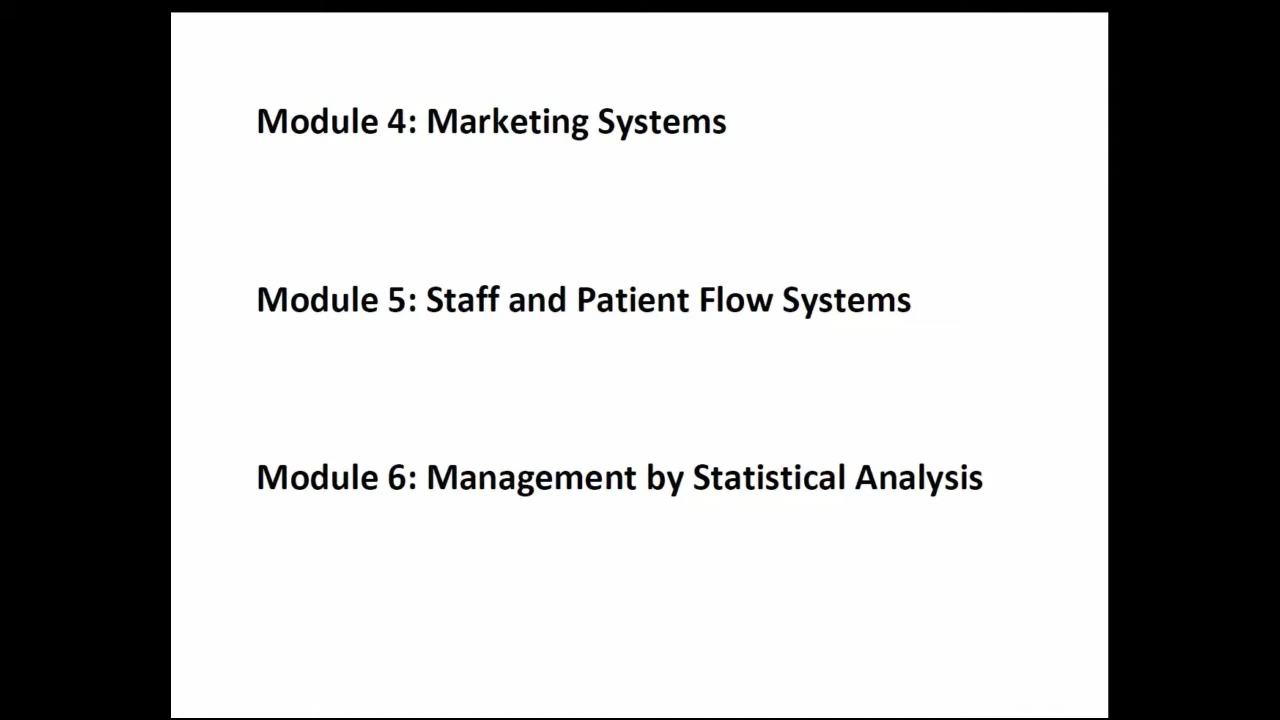 Module 4: Marketing Systems
Module 5: Staff and Patient Flow Systems
Module 6: Management by Statistical Analysis